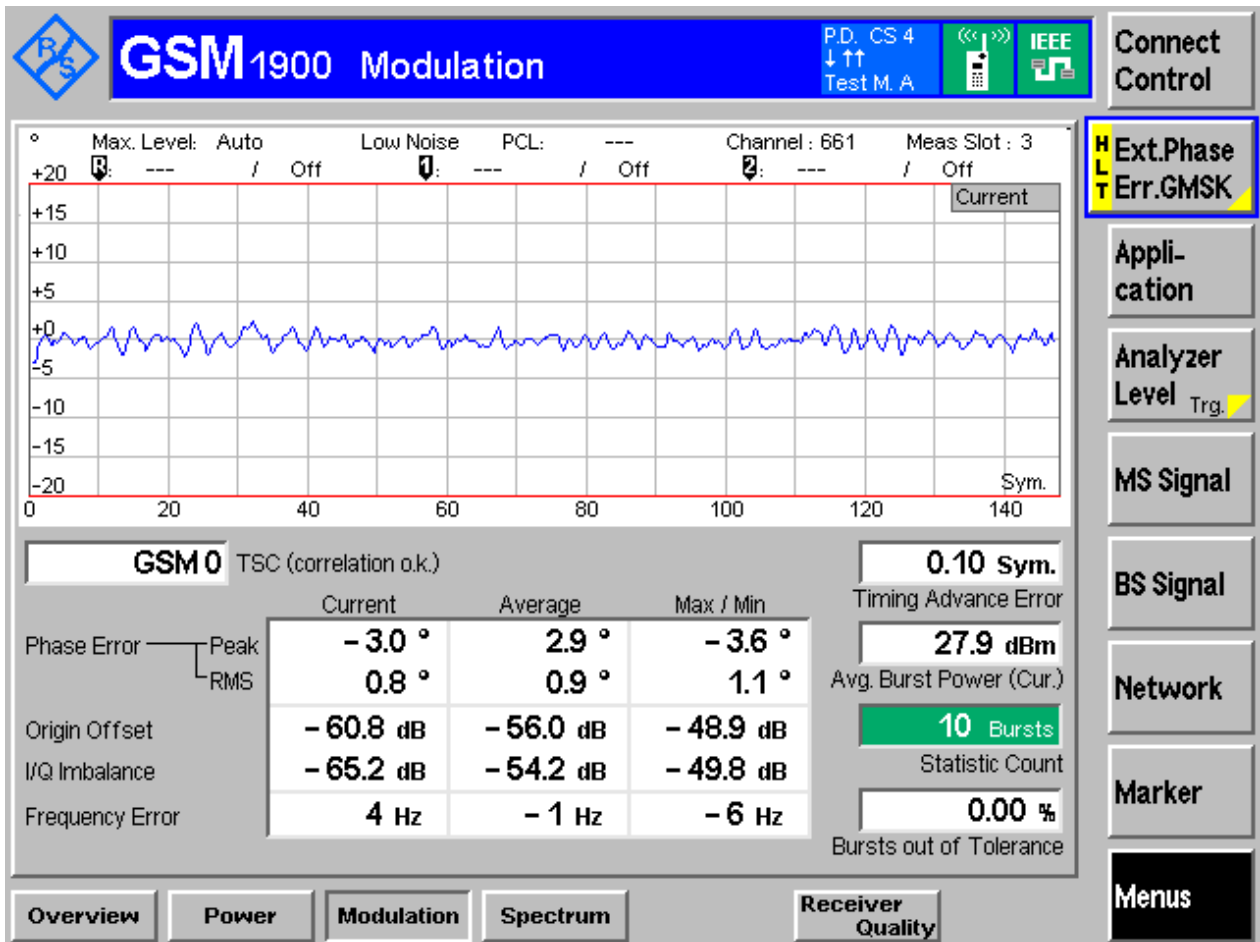 R/S
GSM 1900 Modulation
P.D. CS 4
↓ ↑↑
Test M. A
IEEE
Connect
Control
° Max. Level: Auto Low Noise PCL: --- Channel : 661 Meas Slot : 3
R: --- / Off 1: --- / Off 2: --- / Off
Current
+20
+15
+10
+5
+0
-5
-10
-15
-20
Sym.
0 20 40 60 80 100 120 140
HLT
Ext.Phase
Err.GMSK
Appli-
cation
Analyzer
Level Trg.
MS Signal
BS Signal
Network
Marker
Menus
GSM 0 TSC (correlation o.k.)
Current Average Max / Min
Phase Error Peak – 3.0 ° 2.9 ° – 3.6 °
RMS 0.8 ° 0.9 ° 1.1 °
Origin Offset – 60.8 dB – 56.0 dB – 48.9 dB
I/Q Imbalance – 65.2 dB – 54.2 dB – 49.8 dB
Frequency Error 4 Hz – 1 Hz – 6 Hz
0.10 Sym.
Timing Advance Error
27.9 dBm
Avg. Burst Power (Cur.)
10 Bursts
Statistic Count
0.00 %
Bursts out of Tolerance
Overview Power Modulation Spectrum Receiver
Quality